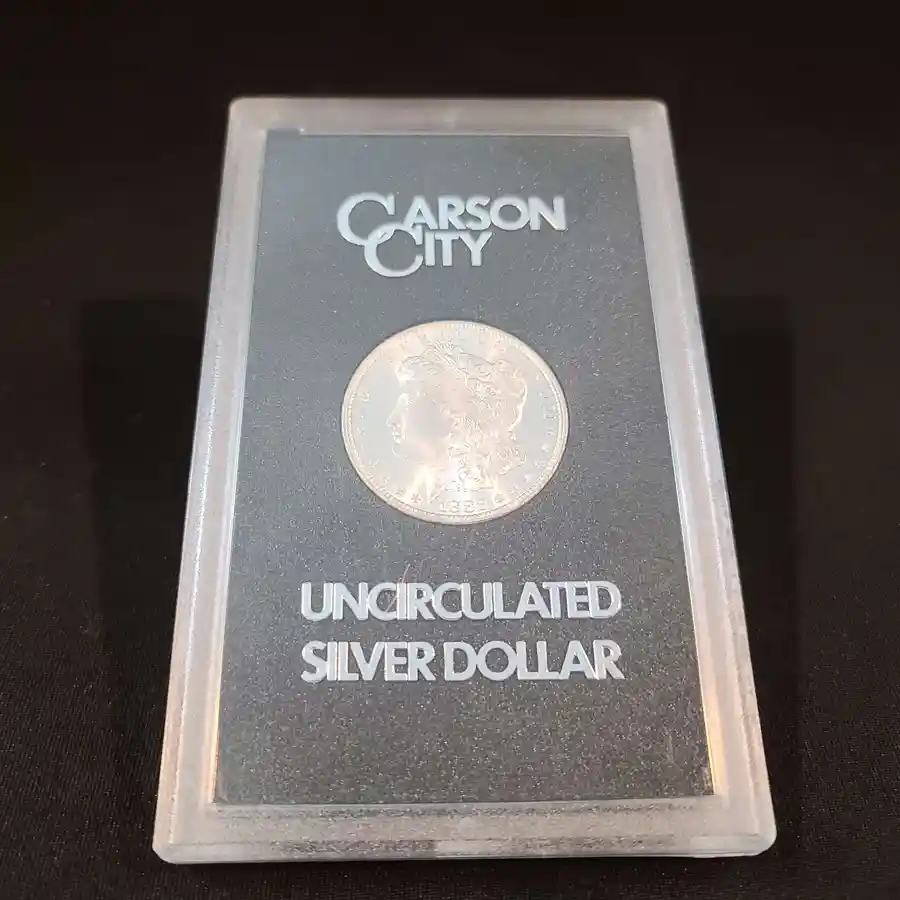 CARSON
CITY
UNCIRCULATED
SILVER DOLLAR